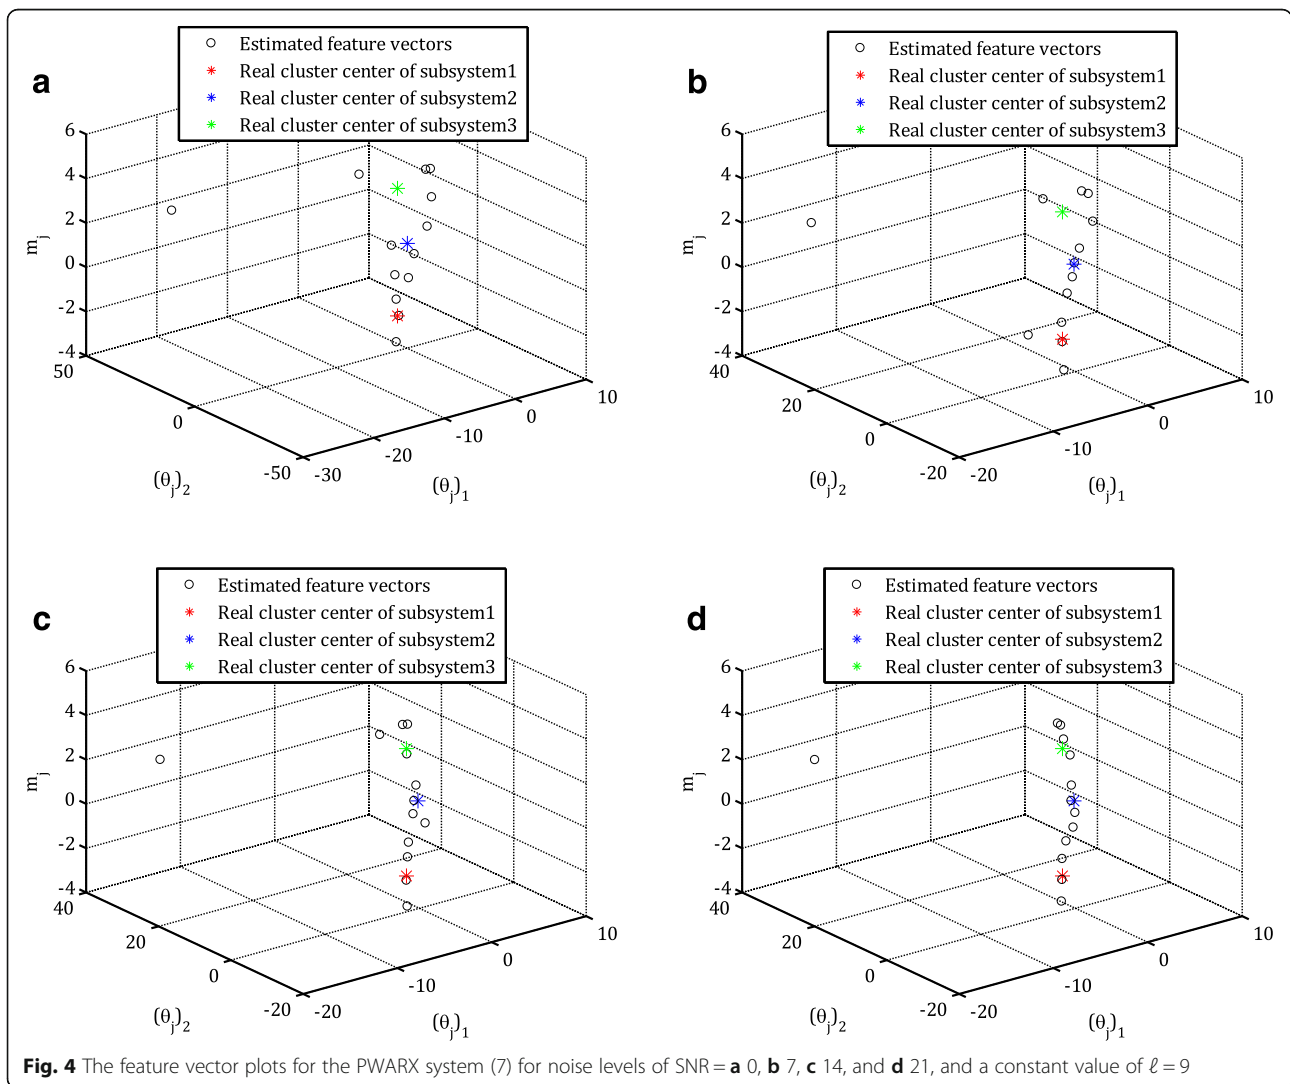 a
Estimated feature vectors
Real cluster center of subsystem1
Real cluster center of subsystem2
Real cluster center of subsystem3
6
4
2
0
-2
-4
m_j
50
0
-50
(θ_j)_2
-30
-20
-10
0
10
(θ_j)_1
b
Estimated feature vectors
Real cluster center of subsystem1
Real cluster center of subsystem2
Real cluster center of subsystem3
6
4
2
0
-2
-4
m_j
40
20
0
-20
(θ_j)_2
-20
-10
0
10
(θ_j)_1
c
Estimated feature vectors
Real cluster center of subsystem1
Real cluster center of subsystem2
Real cluster center of subsystem3
6
4
2
0
-2
-4
m_j
40
20
0
-20
(θ_j)_2
-20
-10
0
10
(θ_j)_1
d
Estimated feature vectors
Real cluster center of subsystem1
Real cluster center of subsystem2
Real cluster center of subsystem3
6
4
2
0
-2
-4
m_j
40
20
0
-20
(θ_j)_2
-20
-10
0
10
(θ_j)_1
Fig. 4 The feature vector plots for the PWARX system (7) for noise levels of SNR = a 0, b 7, c 14, and d 21, and a constant value of ℓ = 9